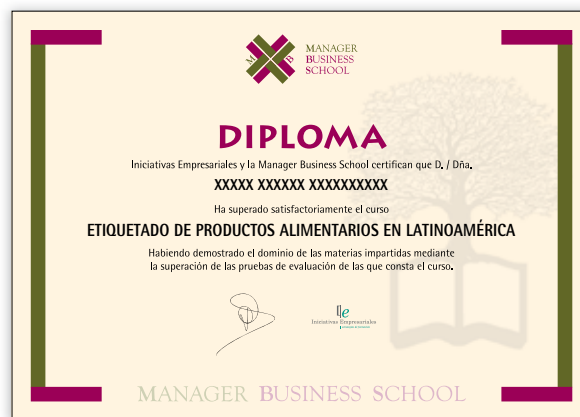 M B
MANAGER
BUSINESS
SCHOOL
DIPLOMA
Iniciativas Empresariales y la Manager Business School certifican que D. / Dña.
XXXXX XXXXXX XXXXXXXXXX
Ha superado satisfactoriamente el curso
ETIQUETADO DE PRODUCTOS ALIMENTARIOS EN LATINOAMÉRICA
Habiendo demostrado el dominio de las materias impartidas mediante
la superación de las pruebas de evaluación de las que consta el curso.
Iniciativas Empresariales
MANAGER BUSINESS SCHOOL